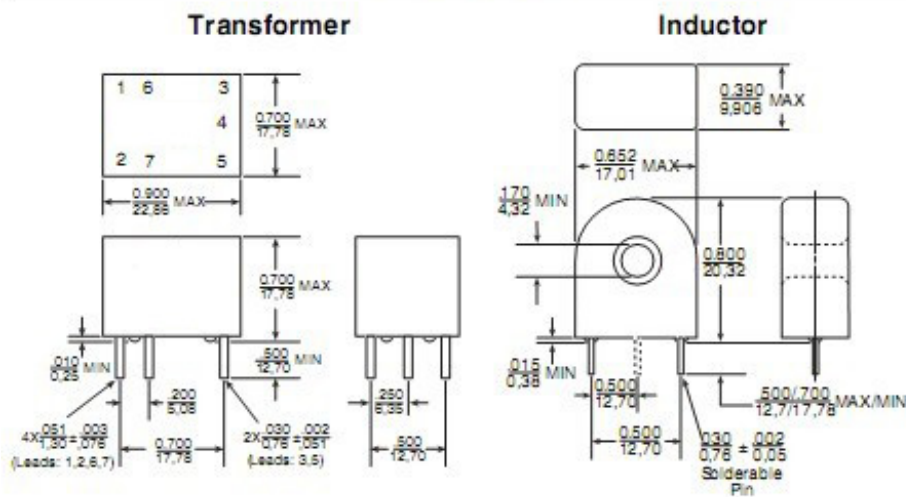 Transformer
Inductor
1 6 3
4
2 7 5
0.700
17,78 MAX
0.900
22,86 MAX
0.390
9,906 MAX
0.652
17,01 MAX
.170
4,32 MIN
0.700
17,78 MAX
0.800
20,32
.010
0,25 MIN
.500
12,70 MIN
.200
5,08
.250
6,35
.015
0,38 MIN
0.500
12,70
.500/.700
12,7/17,78 MAX/MIN
4X .051 ± .003
1,30 .076
(Leads: 1,2,6,7)
0.700
17,78
2X .030 ± .002
0,76 .051
(Leads: 3,5)
.500
12,70
0.500
12,70
.030 ± .002
0,76 0,05
Solderable
Pin